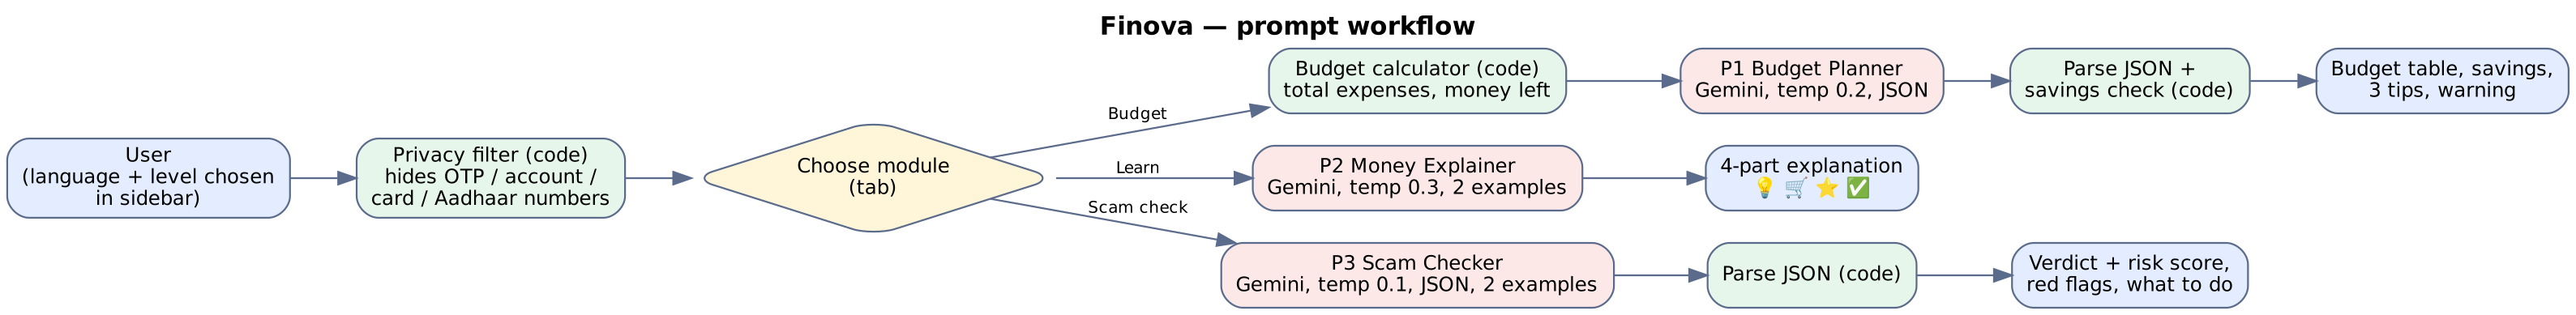 Finova — prompt workflow
User
(language + level chosen
in sidebar)
Privacy filter (code)
hides OTP / account /
card / Aadhaar numbers
Choose module
(tab)
Budget
Budget calculator (code)
total expenses, money left
P1 Budget Planner
Gemini, temp 0.2, JSON
Parse JSON +
savings check (code)
Budget table, savings,
3 tips, warning
Learn
P2 Money Explainer
Gemini, temp 0.3, 2 examples
4-part explanation
💡 🛒 ⭐ ✅
Scam check
P3 Scam Checker
Gemini, temp 0.1, JSON, 2 examples
Parse JSON (code)
Verdict + risk score,
red flags, what to do